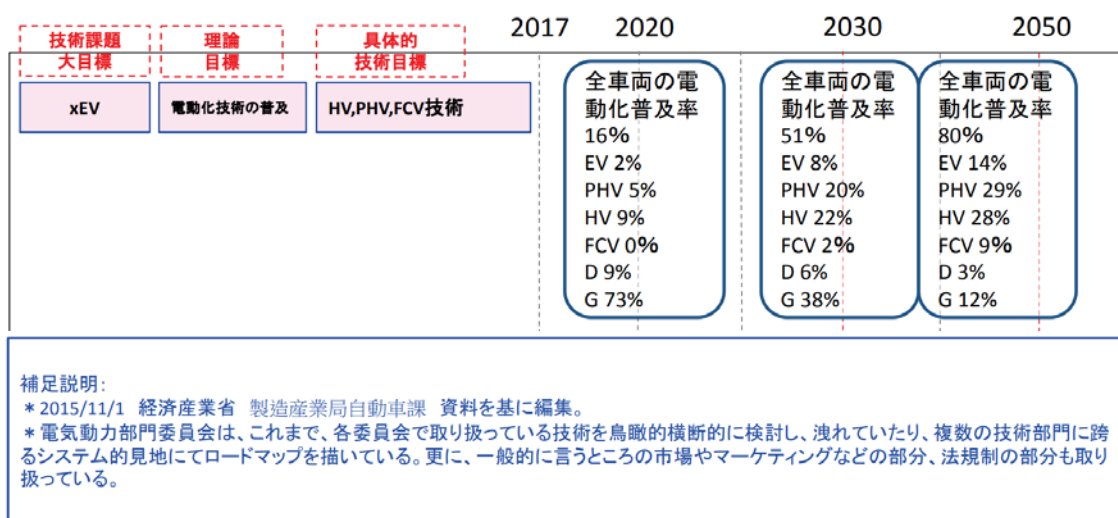 技術課題
大目標
理論
目標
具体的
技術目標
2017
2020
2030
2050
xEV
電動化技術の普及
HV,PHV,FCV技術
全車両の電
動化普及率
16%
EV 2%
PHV 5%
HV 9%
FCV 0%
D 9%
G 73%
全車両の電
動化普及率
51%
EV 8%
PHV 20%
HV 22%
FCV 2%
D 6%
G 38%
全車両の電
動化普及率
80%
EV 14%
PHV 29%
HV 28%
FCV 9%
D 3%
G 12%
補足説明:
*2015/11/1 経済産業省 製造産業局自動車課 資料を基に編集。
*電気動力部門委員会は、これまで、各委員会で取り扱っている技術を鳥瞰的横断的に検討し、洩れていたり、複数の技術部門に跨
るシステム的見地にてロードマップを描いている。更に、一般的に言うところの市場やマーケティングなどの部分、法規制の部分も取り
扱っている。